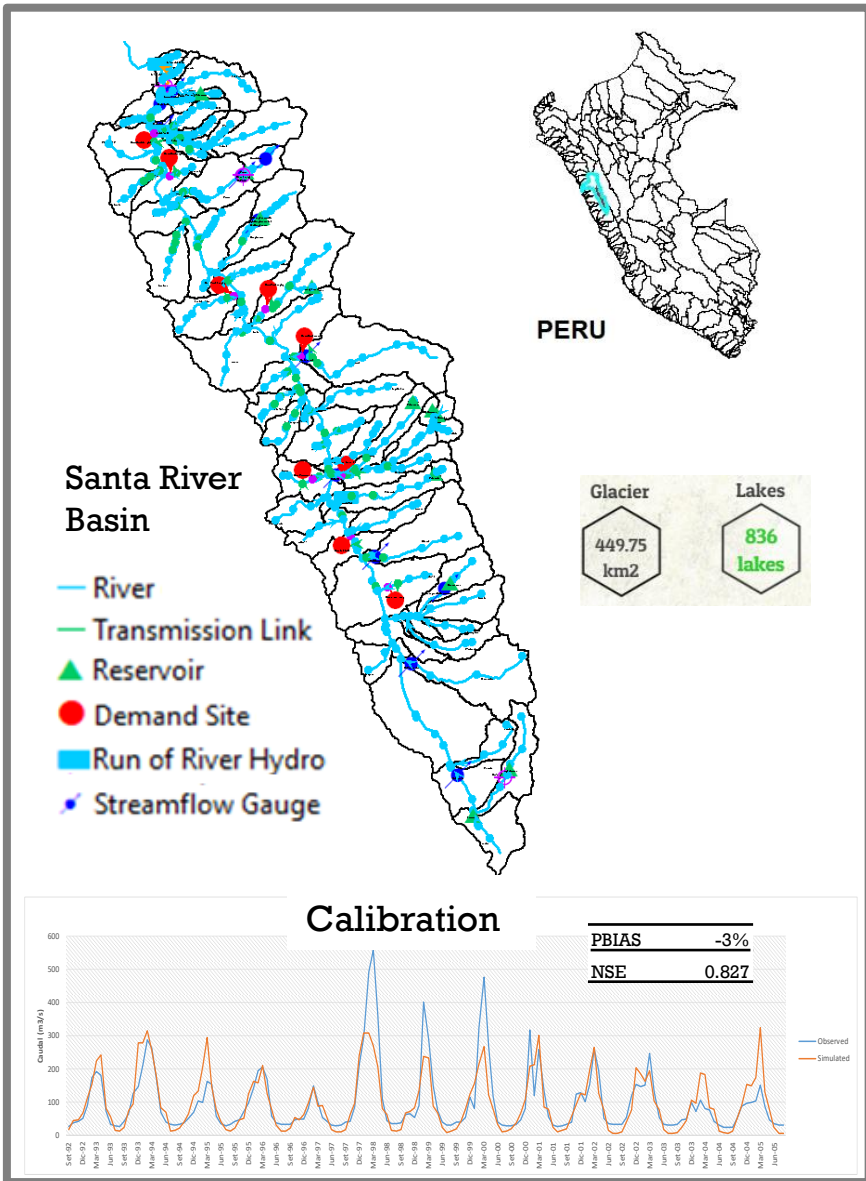 PERU
Santa River
Basin
River
Transmission Link
Reservoir
Demand Site
Run of River Hydro
Streamflow Gauge
Glacier
449.75
km2
Lakes
836
lakes
Calibration
PBIAS -3%
NSE 0.827
Caudal (m3/s)
600
500
400
300
200
100
0
Observed
Simulated
Set-92
Dic-92
Mar-93
Jun-93
Set-93
Dic-93
Mar-94
Jun-94
Set-94
Dic-94
Mar-95
Jun-95
Set-95
Dic-95
Mar-96
Jun-96
Set-96
Dic-96
Mar-97
Jun-97
Set-97
Dic-97
Mar-98
Jun-98
Set-98
Dic-98
Mar-99
Jun-99
Set-99
Dic-99
Mar-00
Jun-00
Set-00
Dic-00
Mar-01
Jun-01
Set-01
Dic-01
Mar-02
Jun-02
Set-02
Dic-02
Mar-03
Jun-03
Set-03
Dic-03
Mar-04
Jun-04
Set-04
Dic-04
Mar-05
Jun-05